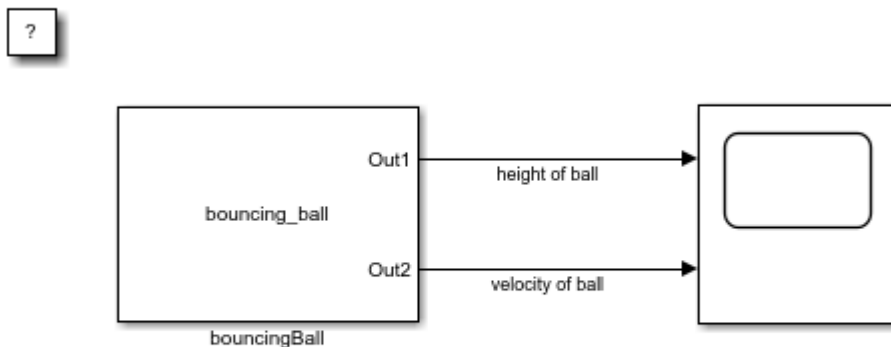 ?
Out1
height of ball
bouncing_ball
Out2
velocity of ball
bouncingBall